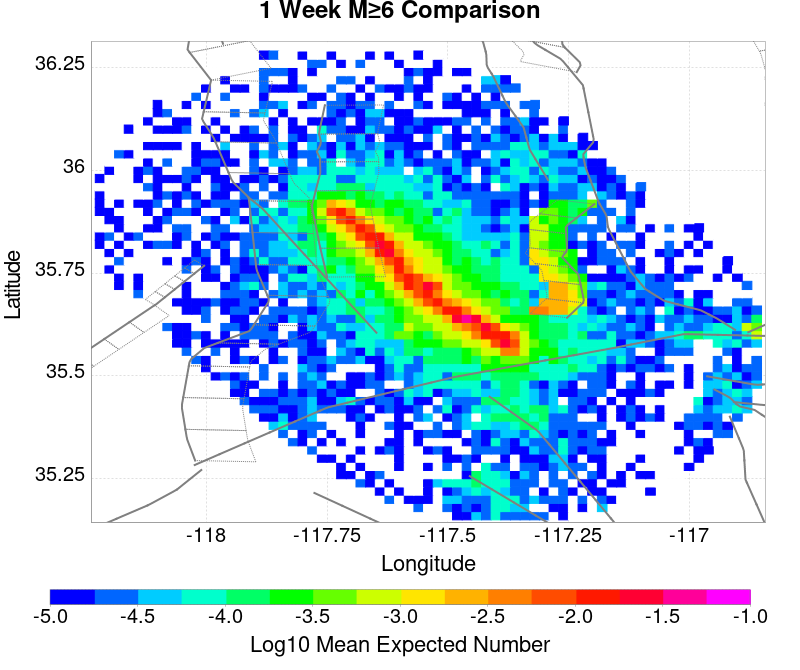 1 Week M≥6 Comparison
36.25
36
35.75
35.5
35.25
Latitude
-118 -117.75 -117.5 -117.25 -117
Longitude
-5.0 -4.5 -4.0 -3.5 -3.0 -2.5 -2.0 -1.5 -1.0
Log10 Mean Expected Number